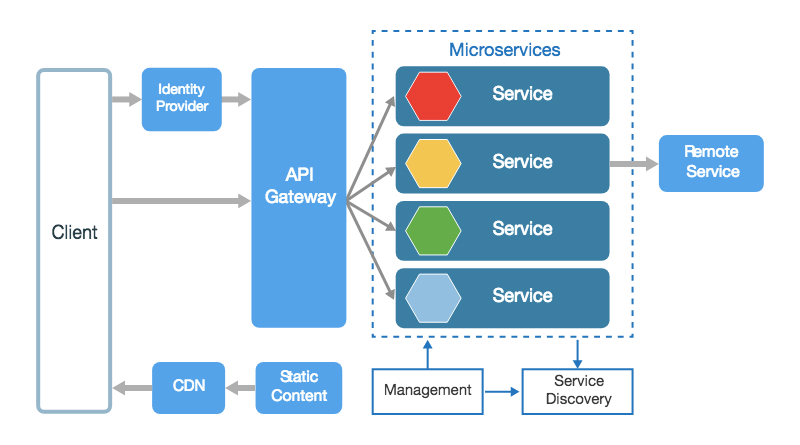 Microservices
Identity
Provider
Service
API
Gateway
Service
Remote
Service
Client
Service
Service
CDN
Static
Content
Management
Service
Discovery